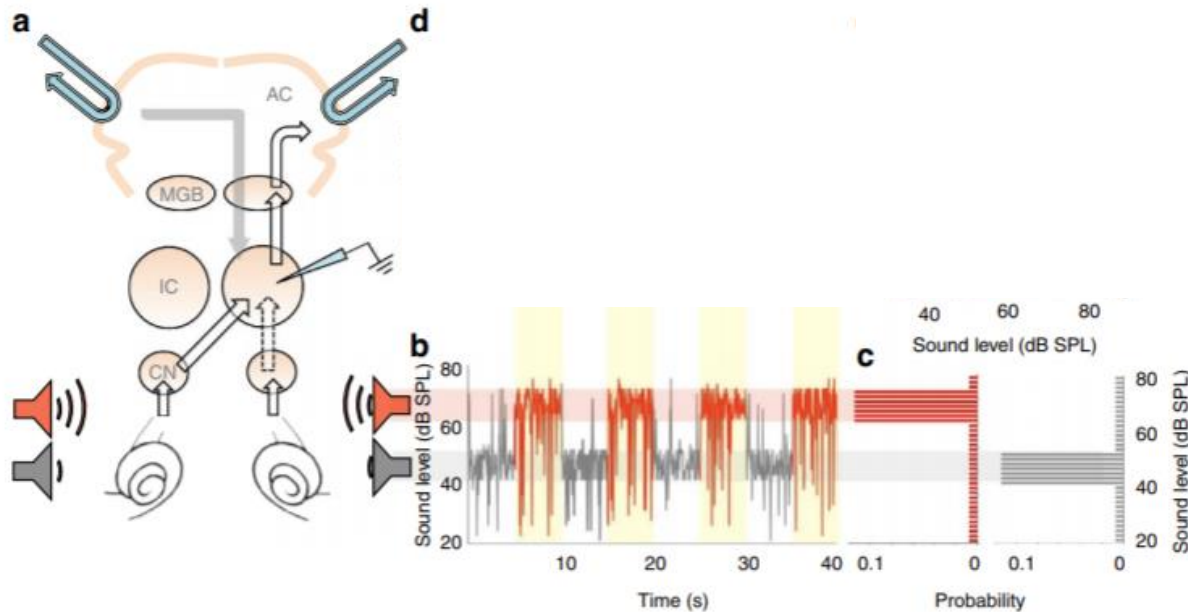 a
d
AC
MGB
IC
CN
b
80
60
40
20
Sound level (dB SPL)
10
20
30
40
Time (s)
40
60
80
Sound level (dB SPL)
c
0.1
0
0.1
0
Probability
80
60
40
20
Sound level (dB SPL)